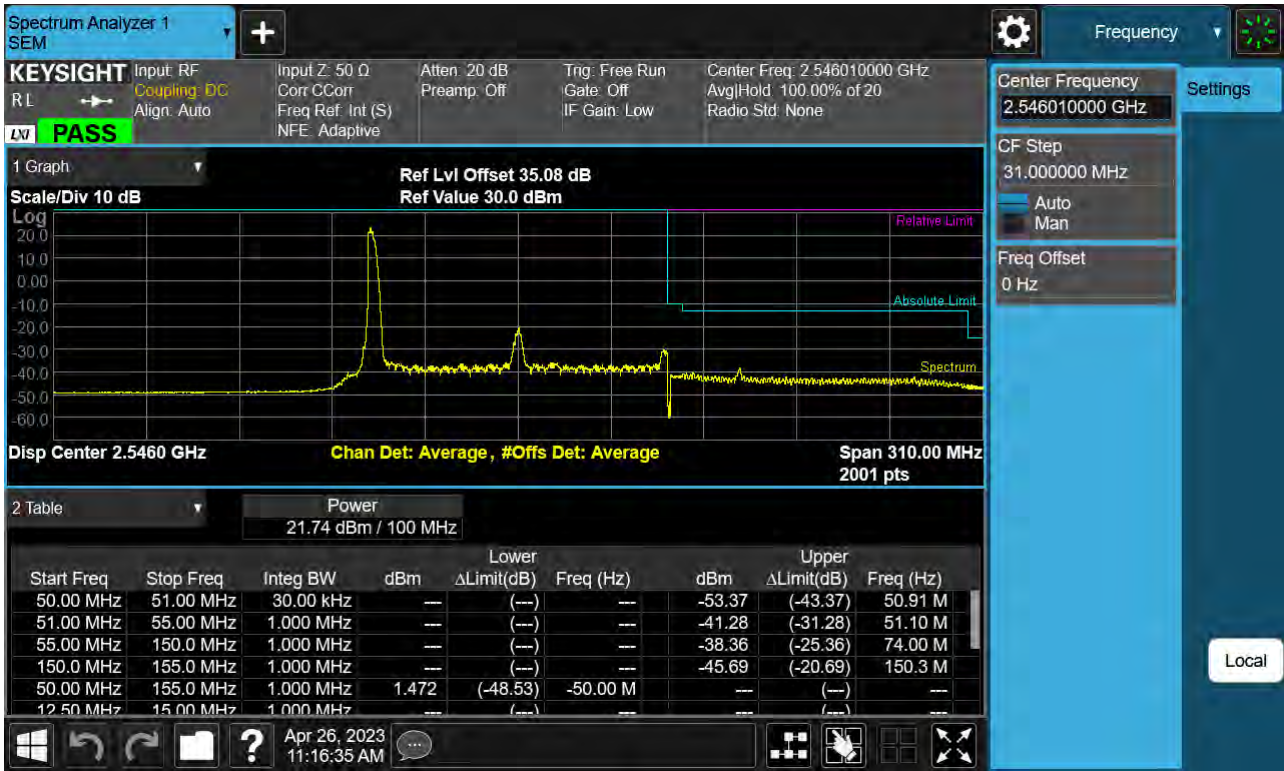 Spectrum Analyzer 1
SEM
+
Frequency
KEYSIGHT
R L
LXI PASS
Input: RF
Coupling: DC
Align: Auto
Input Z: 50 Ω
Corr CCorr
Freq Ref: Int (S)
NFE: Adaptive
Atten: 20 dB
Preamp: Off
Trig: Free Run
Gate: Off
IF Gain: Low
Center Freq: 2.546010000 GHz
Avg|Hold: 100.00% of 20
Radio Std: None
Center Frequency
2.546010000 GHz
Settings
CF Step
31.000000 MHz
Auto
Man
Freq Offset
0 Hz
Local
1 Graph
Ref Lvl Offset 35.08 dB
Scale/Div 10 dB
Ref Value 30.0 dBm
Log
20.0
10.0
0.00
-10.0
-20.0
-30.0
-40.0
-50.0
-60.0
Relative Limit
Absolute Limit
Spectrum
Disp Center 2.5460 GHz
Chan Det: Average, #Offs Det: Average
Span 310.00 MHz
2001 pts
2 Table
Power
21.74 dBm / 100 MHz
Lower Upper
Start Freq Stop Freq Integ BW dBm ΔLimit(dB) Freq (Hz) dBm ΔLimit(dB) Freq (Hz)
50.00 MHz 51.00 MHz 30.00 kHz --- (---) --- -53.37 (-43.37) 50.91 M
51.00 MHz 55.00 MHz 1.000 MHz --- (---) --- -41.28 (-31.28) 51.10 M
55.00 MHz 150.0 MHz 1.000 MHz --- (---) --- -38.36 (-25.36) 74.00 M
150.0 MHz 155.0 MHz 1.000 MHz --- (---) --- -45.69 (-20.69) 150.3 M
50.00 MHz 155.0 MHz 1.000 MHz 1.472 (-48.53) -50.00 M --- (---) ---
12.50 MHz 15.00 MHz 1.000 MHz --- (---) --- --- (---) ---
?
Apr 26, 2023
11:16:35 AM